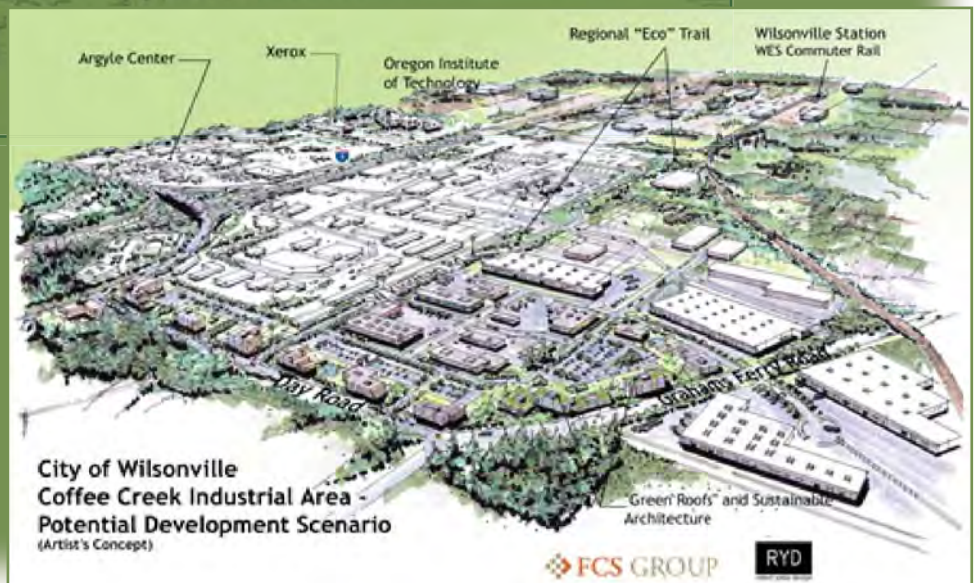 Argyle Center
Xerox
Oregon Institute
of Technology
Regional "Eco" Trail
Wilsonville Station
WES Commuter Rail
5
Day Road
Grahams Ferry Road
City of Wilsonville
Coffee Creek Industrial Area -
Potential Development Scenario
(Artist's Concept)
"Green Roofs" and Sustainable
Architecture
FCS GROUP
RYD